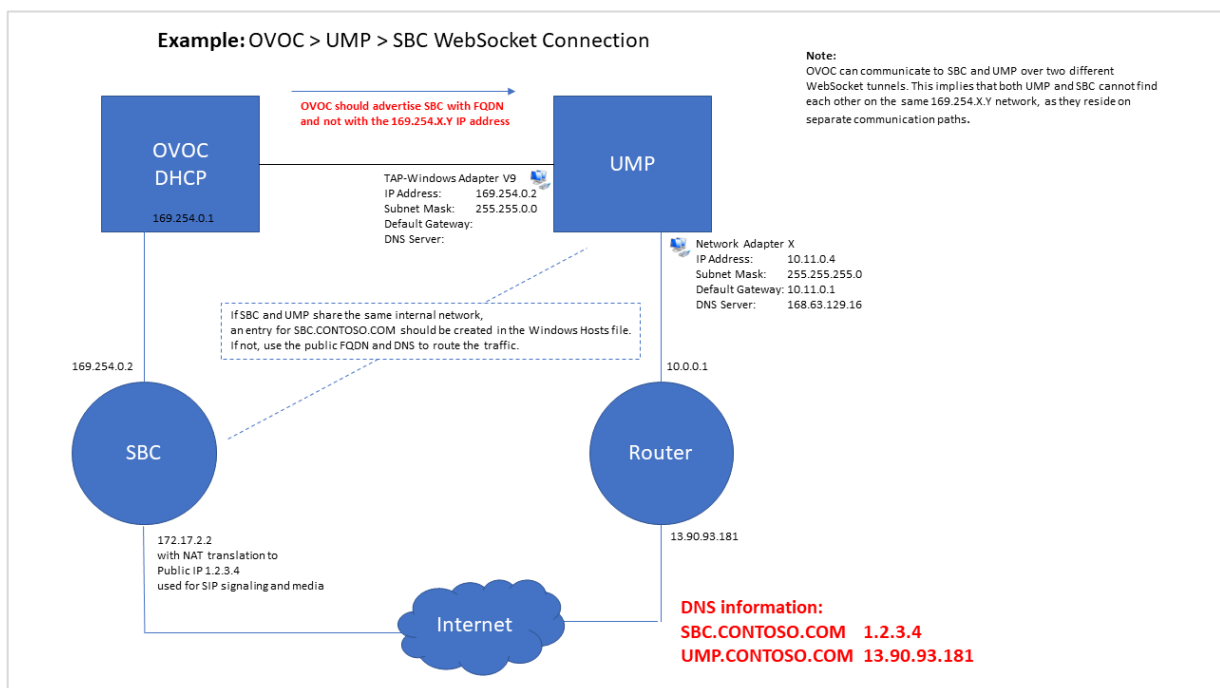 Example: OVOC > UMP > SBC WebSocket Connection
Note:
OVOC can communicate to SBC and UMP over two different
WebSocket tunnels. This implies that both UMP and SBC cannot find
each other on the same 169.254.X.Y network, as they reside on
separate communication paths.
OVOC should advertise SBC with FQDN
and not with the 169.254.X.Y IP address
OVOC
DHCP
169.254.0.1
UMP
TAP-Windows Adapter V9
IP Address: 169.254.0.2
Subnet Mask: 255.255.0.0
Default Gateway:
DNS Server:
Network Adapter X
IP Address: 10.11.0.4
Subnet Mask: 255.255.255.0
Default Gateway: 10.11.0.1
DNS Server: 168.63.129.16
If SBC and UMP share the same internal network,
an entry for SBC.CONTOSO.COM should be created in the Windows Hosts file.
If not, use the public FQDN and DNS to route the traffic.
169.254.0.2
10.0.0.1
SBC
Router
172.17.2.2
with NAT translation to
Public IP 1.2.3.4
used for SIP signaling and media
13.90.93.181
Internet
DNS information:
SBC.CONTOSO.COM 1.2.3.4
UMP.CONTOSO.COM 13.90.93.181